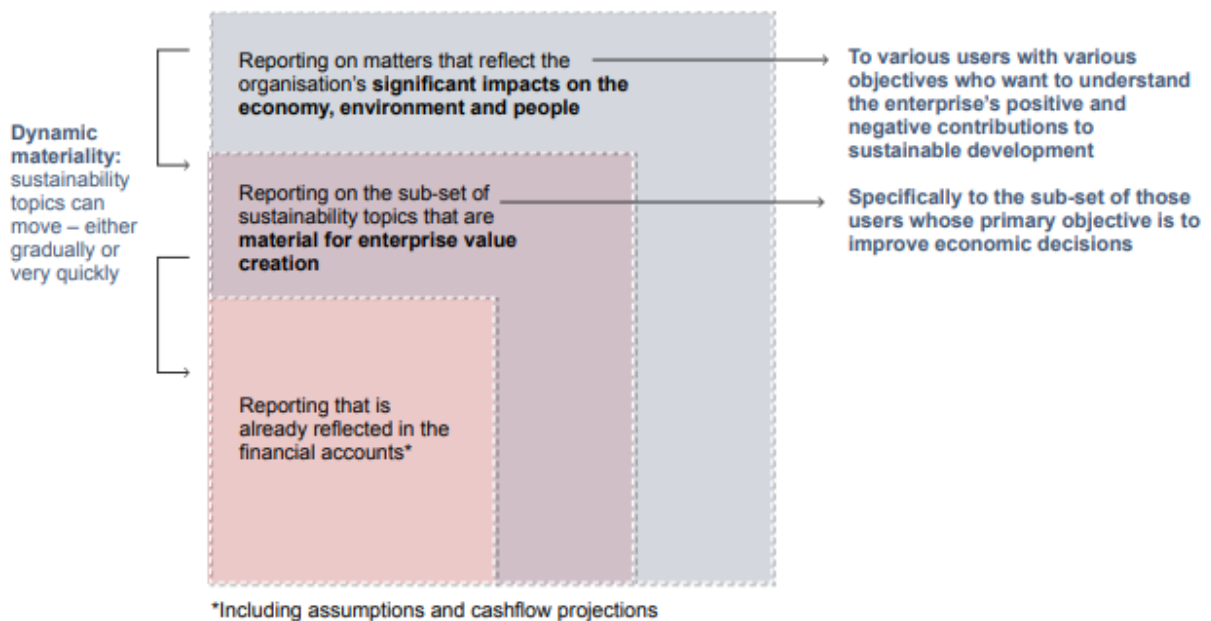 Reporting on matters that reflect the
organisation's significant impacts on the
economy, environment and people
To various users with various
objectives who want to understand
the enterprise's positive and
negative contributions to
sustainable development
Dynamic
materiality:
sustainability
topics can
move – either
gradually or
very quickly
Reporting on the sub-set of
sustainability topics that are
material for enterprise value
creation
Specifically to the sub-set of those
users whose primary objective is to
improve economic decisions
Reporting that is
already reflected in the
financial accounts*
*Including assumptions and cashflow projections